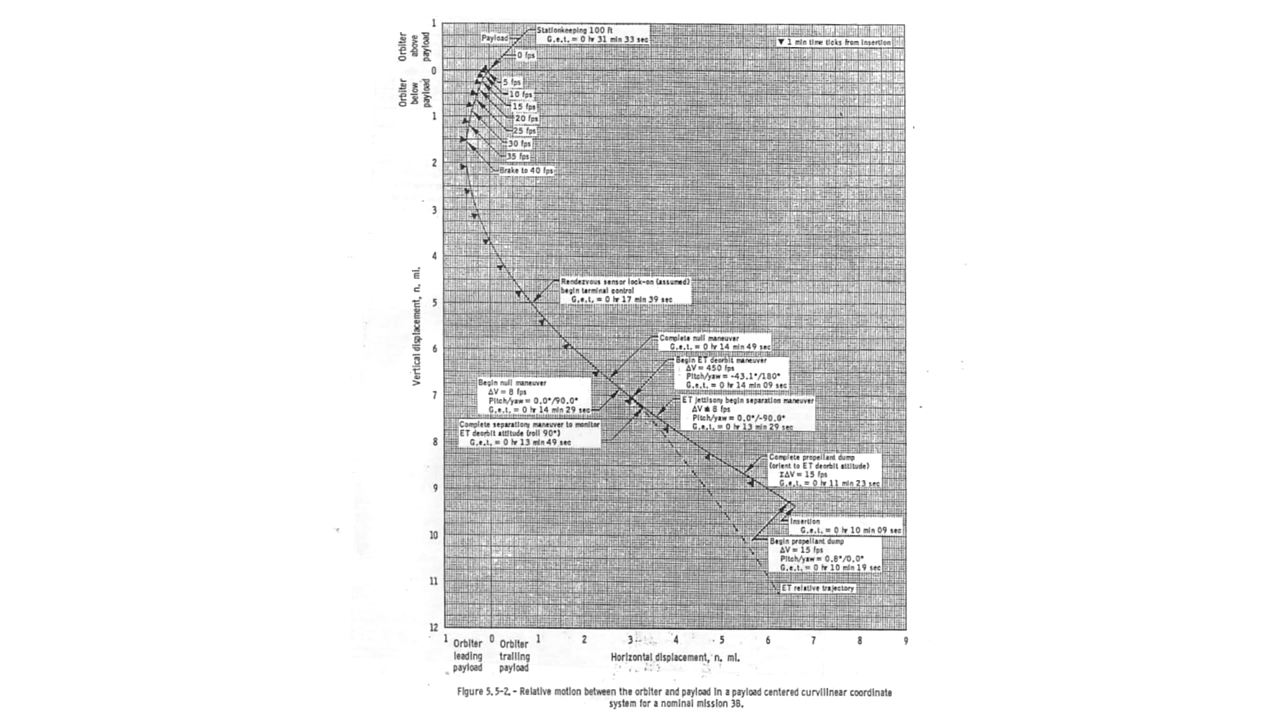 1
Stationkeeping 100 ft
G.e.t. = 0 hr 31 min 33 sec
Payload
▼ 1 min time ticks from insertion
Orbiter
above
payload
0 fps
0
Orbiter
below
payload
5 fps
10 fps
15 fps
1
20 fps
25 fps
30 fps
35 fps
2
Brake to 40 fps
3
4
Rendezvous sensor lock-on (assumed)
begin terminal control
G.e.t. = 0 hr 17 min 39 sec
5
Vertical displacement, n. mi.
6
Complete null maneuver
G.e.t. = 0 hr 14 min 49 sec
Begin ET deorbit maneuver
ΔV = 450 fps
Pitch/yaw = -43.1°/180°
G.e.t. = 0 hr 14 min 09 sec
Begin null maneuver
ΔV = 8 fps
Pitch/yaw = 0.0°/90.0°
G.e.t. = 0 hr 14 min 29 sec
7
ET jettison; begin separation maneuver
ΔV = 8 fps
Pitch/yaw = 0.0°/-90.0°
G.e.t. = 0 hr 13 min 29 sec
Complete separation; maneuver to monitor
ET deorbit attitude (roll 90°)
G.e.t. = 0 hr 13 min 49 sec
8
Complete propellant dump
(orient to ET deorbit attitude)
ΣΔV = 15 fps
G.e.t. = 0 hr 11 min 23 sec
9
Insertion
G.e.t. = 0 hr 10 min 09 sec
10
Begin propellant dump
ΔV = 15 fps
Pitch/yaw = 0.8°/0.0°
G.e.t. = 0 hr 10 min 19 sec
11
ET relative trajectory
12
1 0 1 2 3 4 5 6 7 8 9
Orbiter
leading
payload
Orbiter
trailing
payload
Horizontal displacement, n. mi.
Figure 5.5-2. - Relative motion between the orbiter and payload in a payload centered curvilinear coordinate
system for a nominal mission 3B.